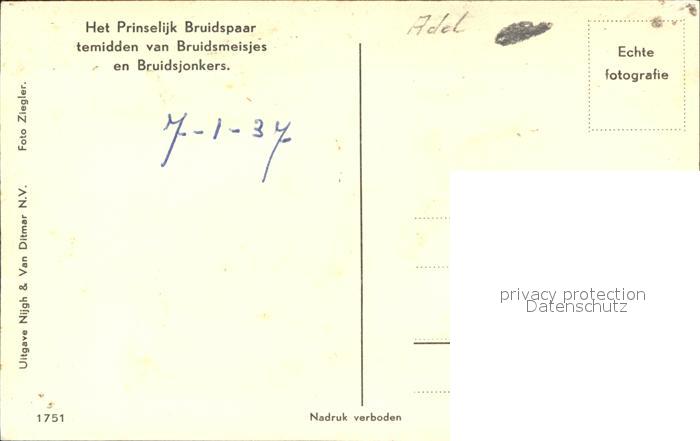 Het Prinselijk Bruidspaar
temidden van Bruidsmeisjes
en Bruidsjonkers.
Adel
Echte
fotografie
7-1-37
Foto Ziegler.
Uitgave Nijgh & Van Ditmar N.V.
privacy protection
Datenschutz
1751
Nadruk verboden